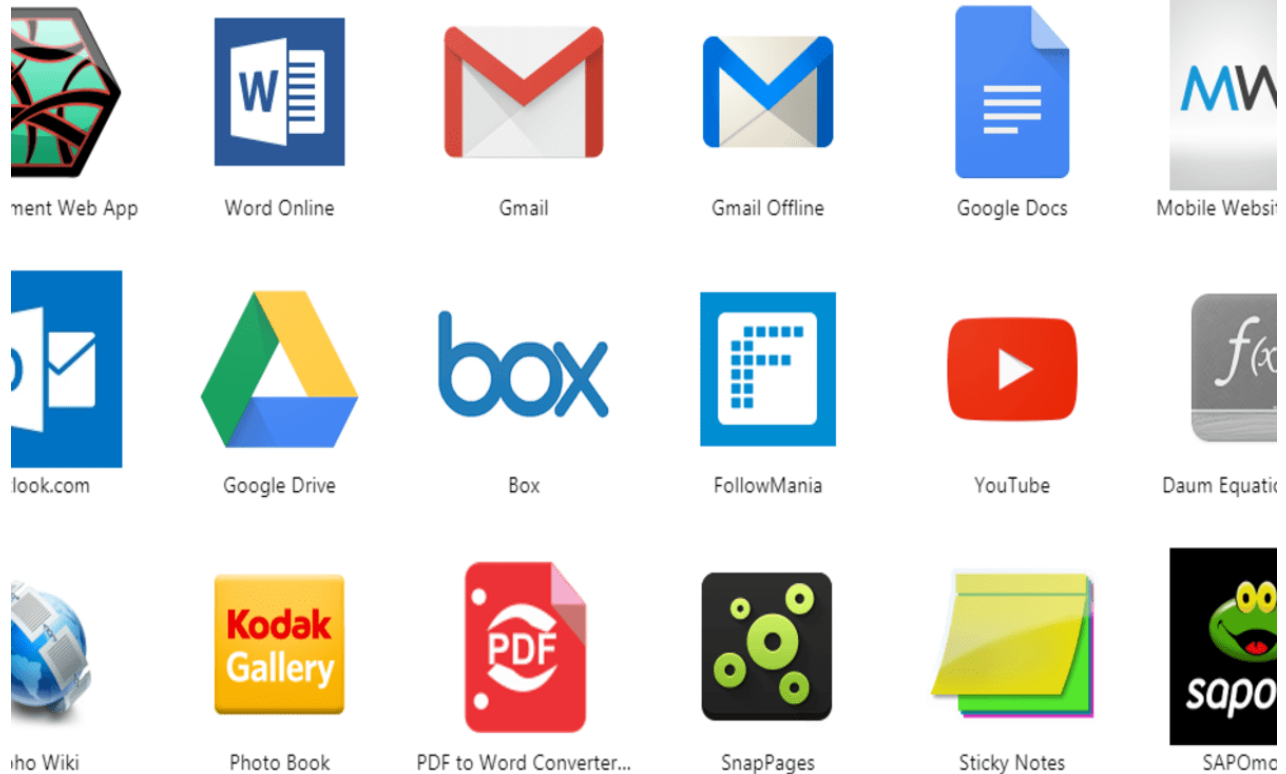 W
MW
ment Web App
Word Online
Gmail
Gmail Offline
Google Docs
Mobile Websit
box
F
f(x
look.com
Google Drive
Box
FollowMania
YouTube
Daum Equatio
Kodak
Gallery
PDF
sapo
ho Wiki
Photo Book
PDF to Word Converter...
SnapPages
Sticky Notes
SAPOmo